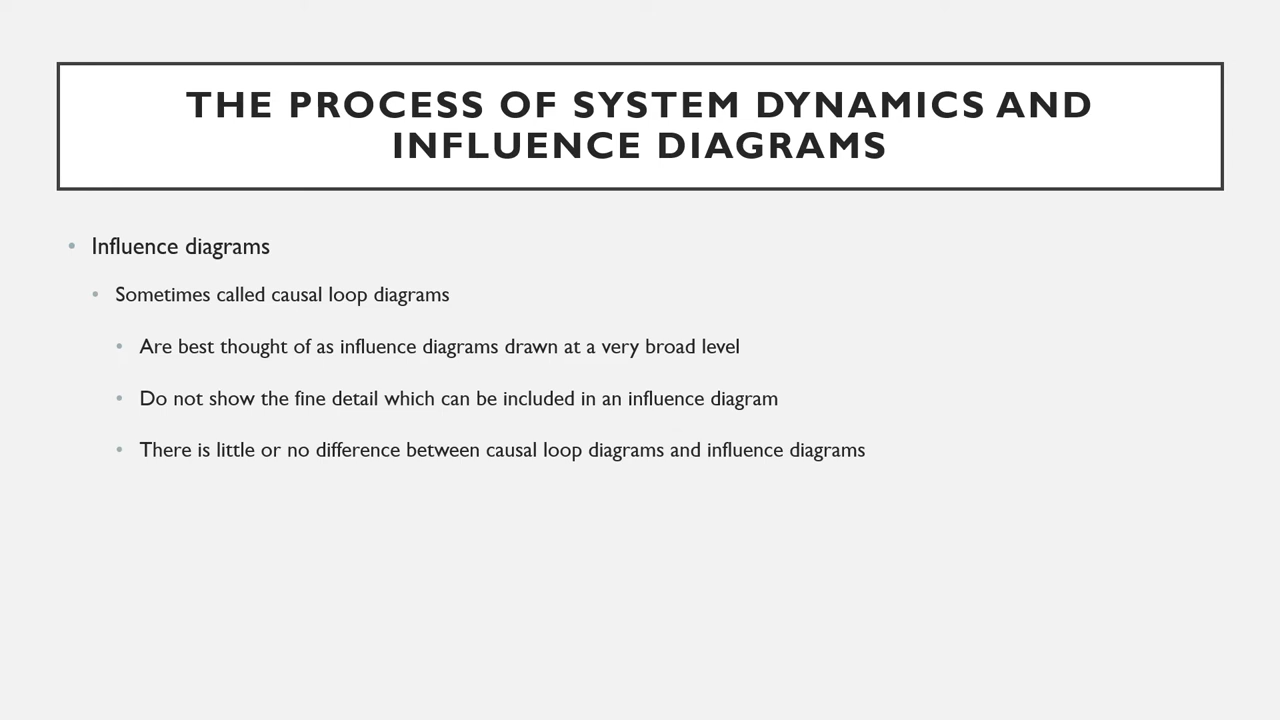 THE PROCESS OF SYSTEM DYNAMICS AND
INFLUENCE DIAGRAMS
• Influence diagrams
• Sometimes called causal loop diagrams
• Are best thought of as influence diagrams drawn at a very broad level
• Do not show the fine detail which can be included in an influence diagram
• There is little or no difference between causal loop diagrams and influence diagrams